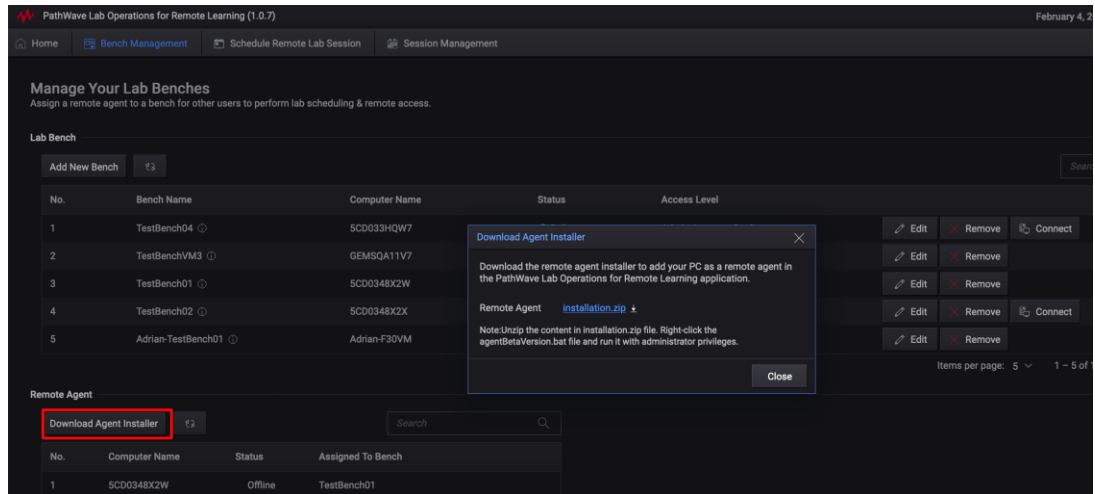 PathWave Lab Operations for Remote Learning (1.0.7)
February 4, 2
Home Bench Management Schedule Remote Lab Session Session Management
Manage Your Lab Benches
Assign a remote agent to a bench for other users to perform lab scheduling & remote access.
Lab Bench
Add New Bench
Searc
No. Bench Name Computer Name Status Access Level
1 TestBench04 5CD033HQW7 Edit Remove Connect
2 TestBenchVM3 GEMSQA11V7 Edit Remove
3 TestBench01 5CD0348X2W Edit Remove
4 TestBench02 5CD0348X2X Edit Remove Connect
5 Adrian-TestBench01 Adrian-F30VM Edit Remove
Items per page: 5 1 – 5 of 1
Download Agent Installer
Download the remote agent installer to add your PC as a remote agent in
the PathWave Lab Operations for Remote Learning application.
Remote Agent installation.zip
Note:Unzip the content in installation.zip file. Right-click the
agentBetaVersion.bat file and run it with administrator privileges.
Close
Remote Agent
Download Agent Installer
Search
No. Computer Name Status Assigned To Bench
1 5CD0348X2W Offline TestBench01